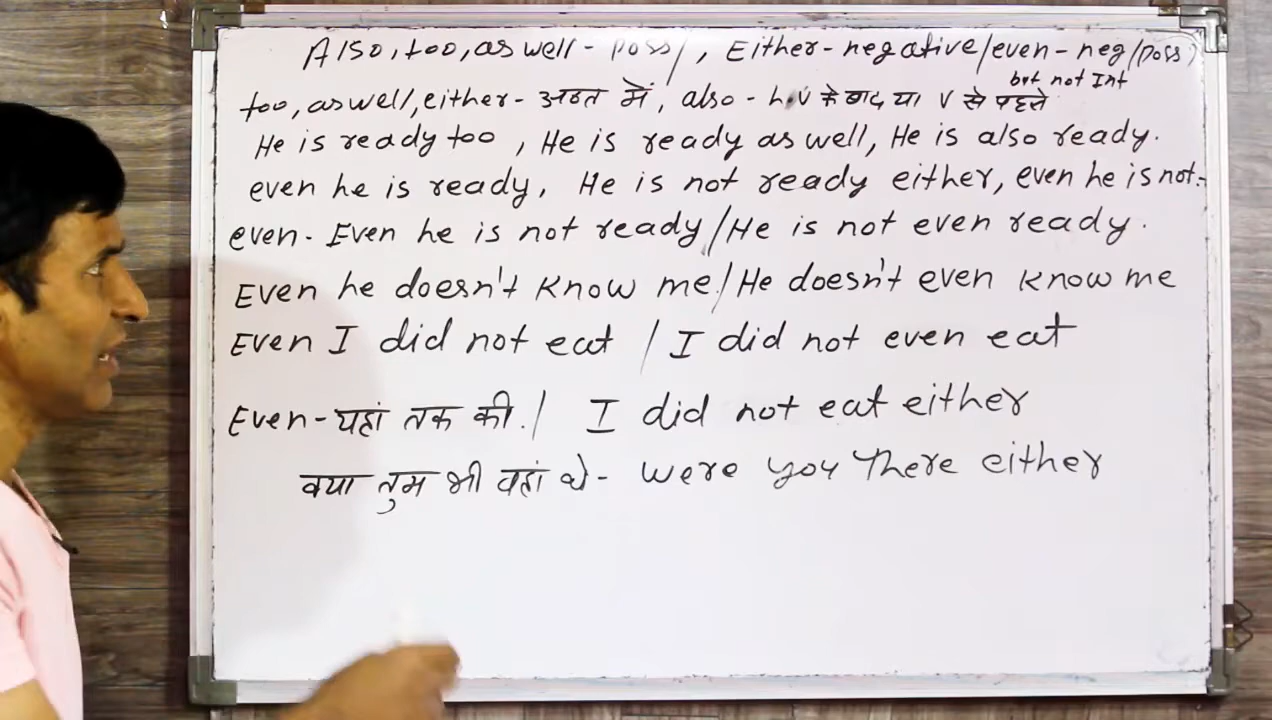 Also, too, as well - poss/, Either - negative/even - neg/poss
but not Int
too, as well, either - अन्त में, also - h.v के बाद या v से पहले
He is ready too, He is ready as well, He is also ready.
even he is ready, He is not ready either, even he is not.
even - Even he is not ready/He is not even ready.
Even he doesn't know me/He doesn't even know me
Even I did not eat / I did not even eat
Even - यहां तक की./ I did not eat either
क्या तुम भी वहां थे - were you There either